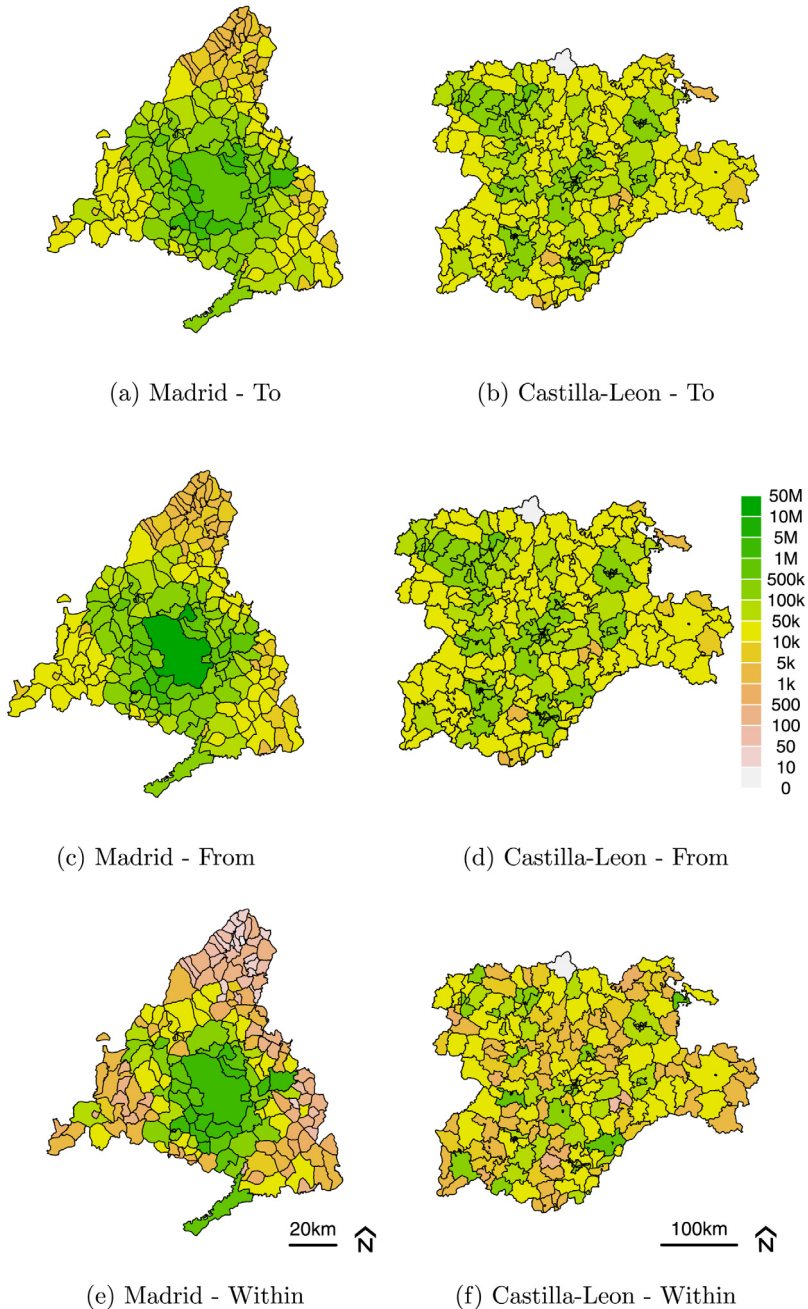 (a) Madrid - To
(b) Castilla-Leon - To
50M
10M
5M
1M
500k
100k
50k
10k
5k
1k
500
100
50
10
0
(c) Madrid - From
(d) Castilla-Leon - From
20km
N
100km
N
(e) Madrid - Within
(f) Castilla-Leon - Within